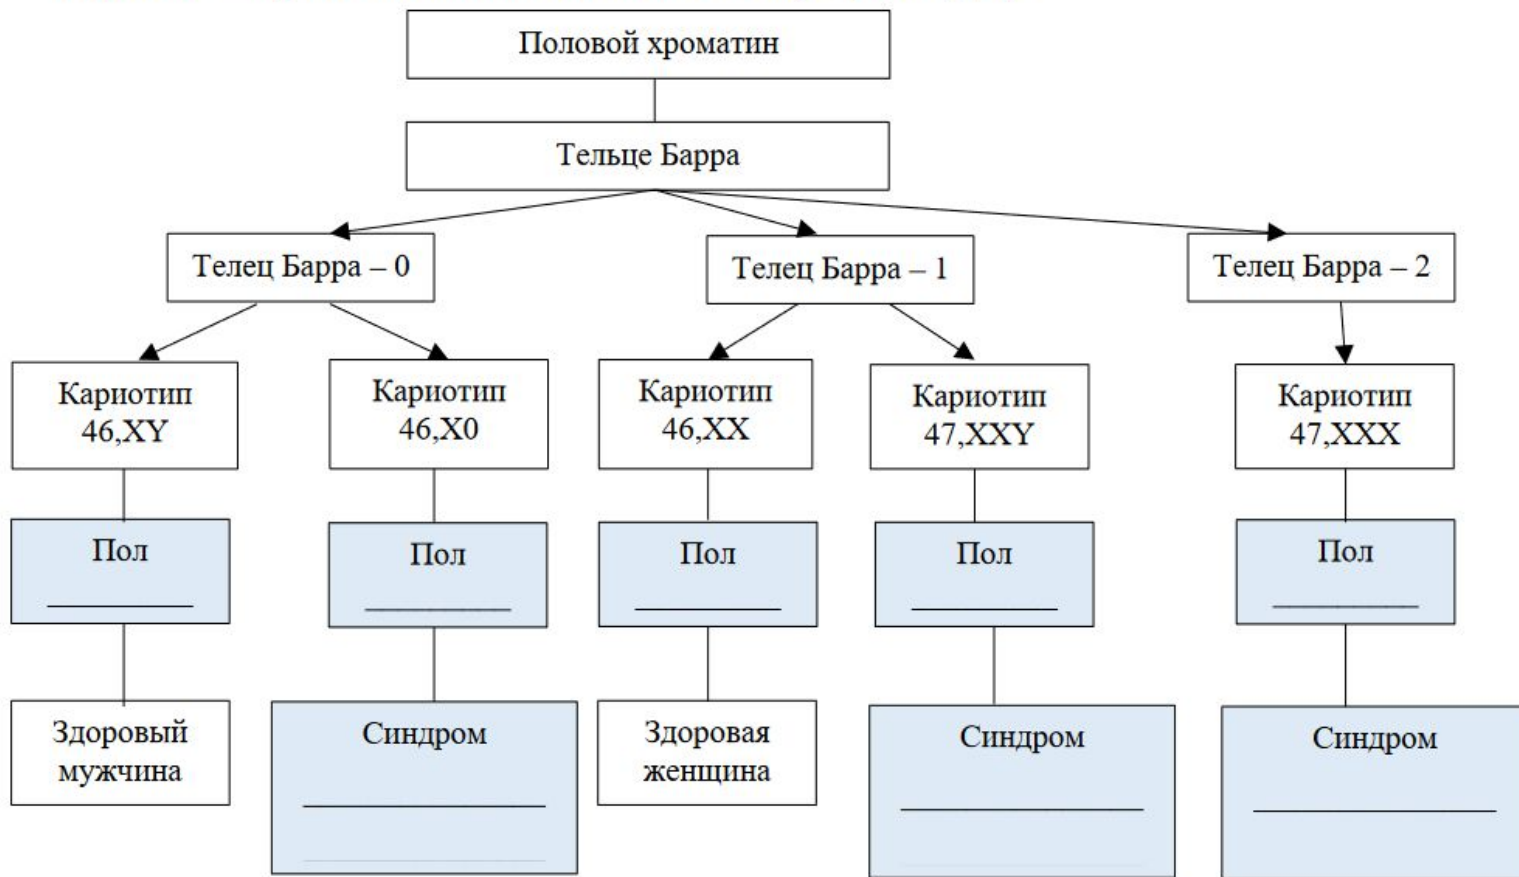 Половой хроматин
Тельце Барра
Телец Барра – 0
Телец Барра – 1
Телец Барра – 2
Кариотип
46,XY
Кариотип
46,X0
Кариотип
46,XX
Кариотип
47,XXY
Кариотип
47,XXX
Пол
Пол
Пол
Пол
Пол
Здоровый
мужчина
Синдром
Здоровая
женщина
Синдром
Синдром